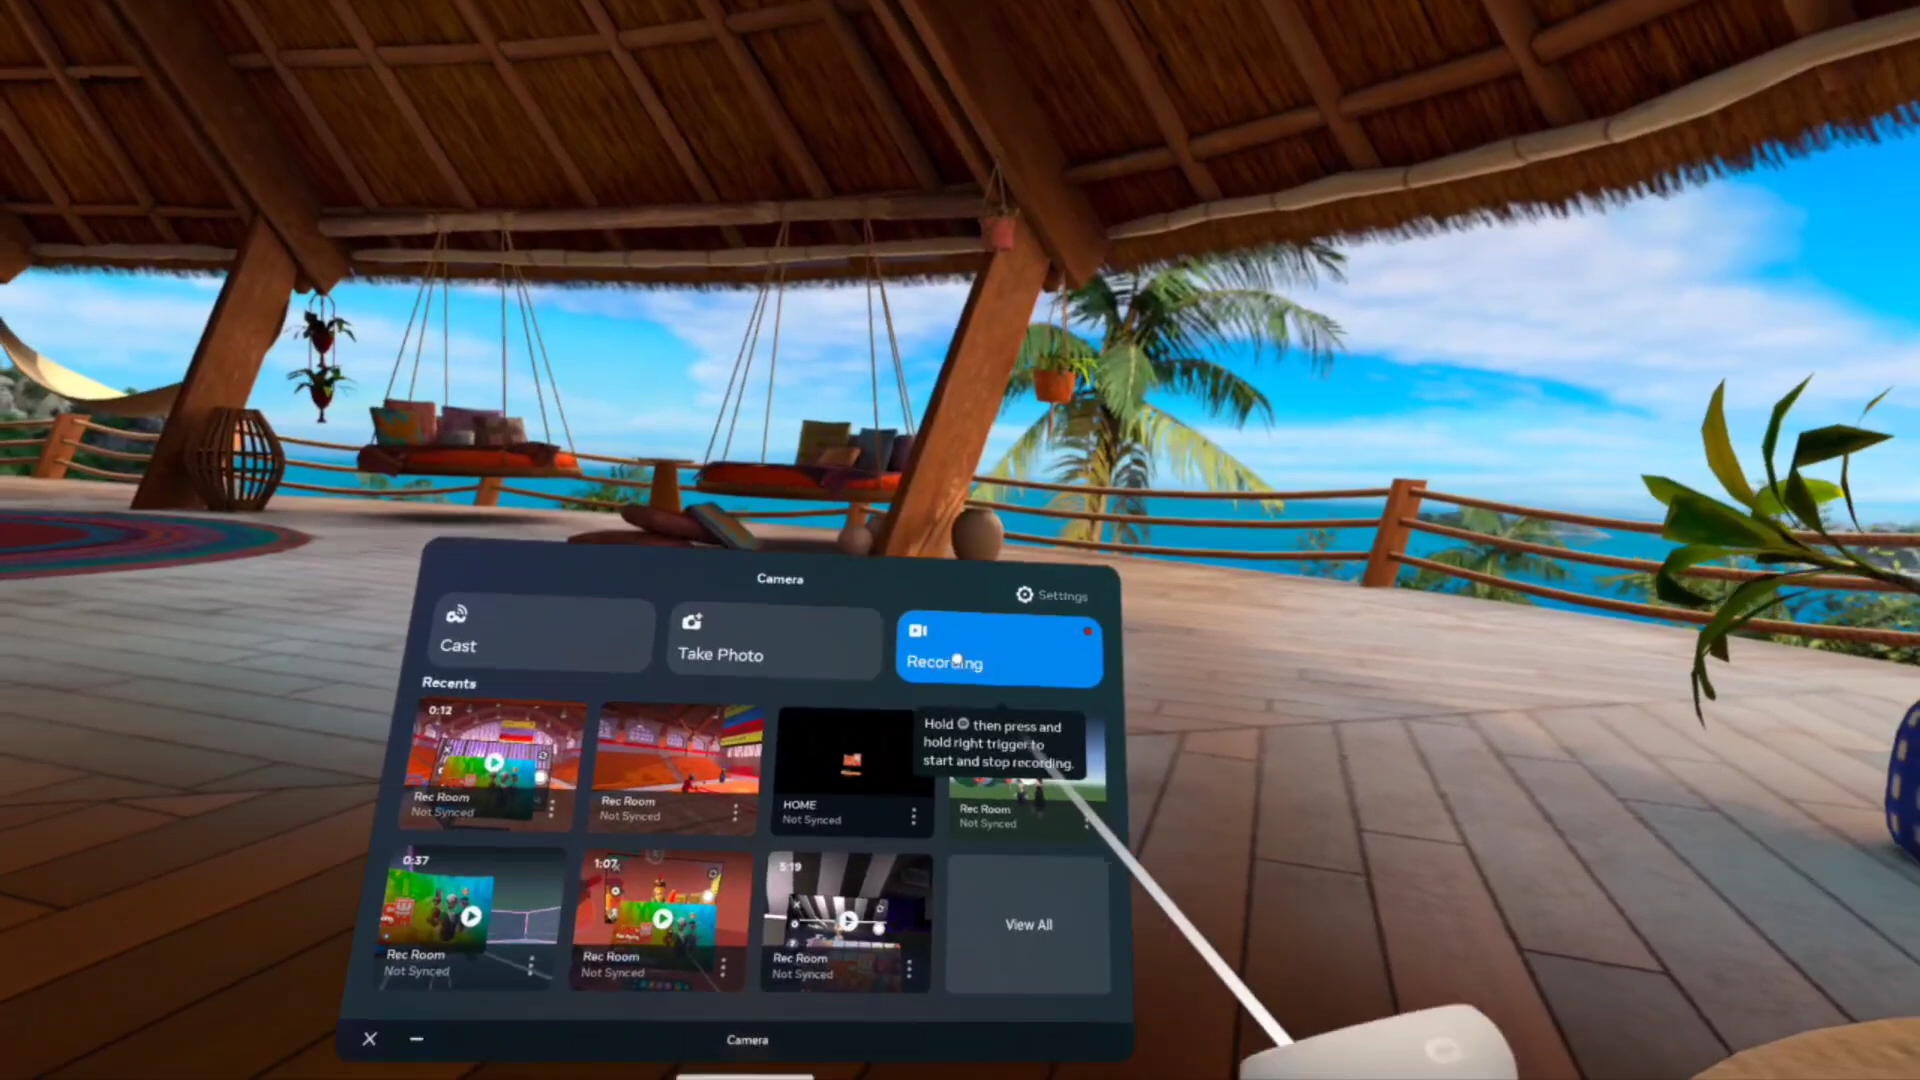 Camera
Settings
Cast
Take Photo
Recording
Recents
0:12
Rec Room
Not Synced
Rec Room
Not Synced
HOME
Not Synced
Hold then press and
hold right trigger to
start and stop recording.
Rec Room
Not Synced
0:37
Rec Room
Not Synced
1:07
Rec Room
Not Synced
5:19
Rec Room
Not Synced
View All
Camera